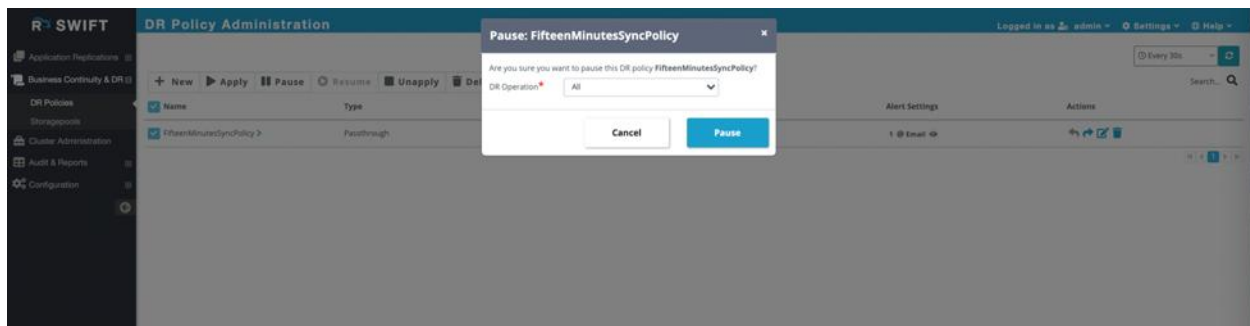 R SWIFT
DR Policy Administration
Logged in as admin
Settings
Help
Application Replications
Business Continuity & DR
DR Policies
Storagepools
Cluster Administration
Audit & Reports
Configuration
Every 30s
New Apply Pause Resume Unapply Del
Search...
Name Type Alert Settings Actions
FifteenMinutesSyncPolicy > Passthrough 1 @ Email
1
Pause: FifteenMinutesSyncPolicy ×
Are you sure you want to pause this DR policy FifteenMinutesSyncPolicy?
DR Operation* All
Cancel Pause